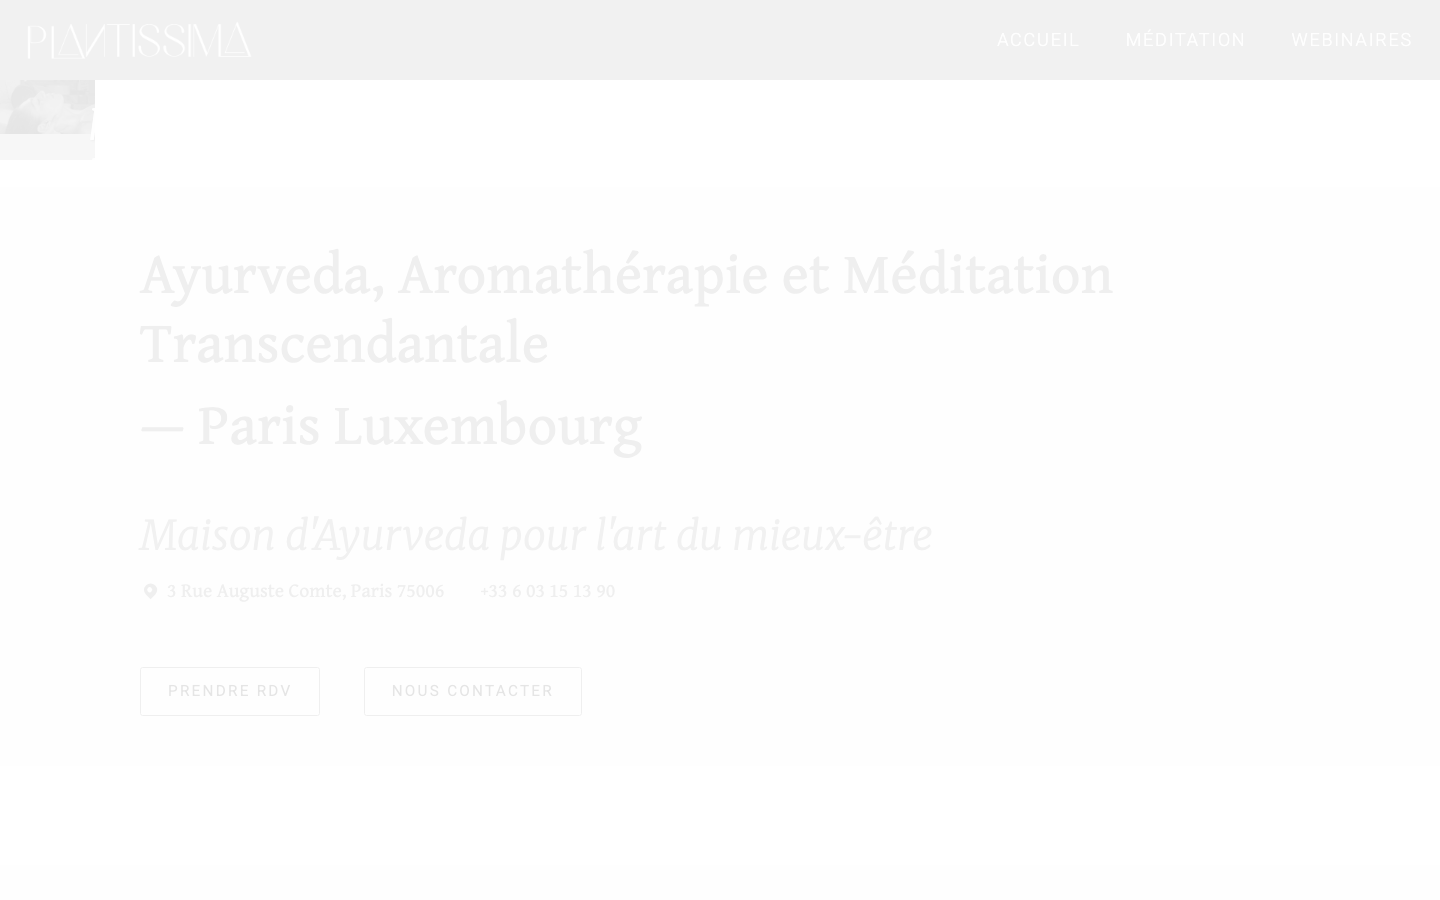 PLANTISSIMA
ACCUEIL MÉDITATION WEBINAIRES
Ayurveda, Aromathérapie et Méditation
Transcendantale
— Paris Luxembourg
Maison d'Ayurveda pour l'art du mieux-être
3 Rue Auguste Comte, Paris 75006 +33 6 03 15 13 90
PRENDRE RDV NOUS CONTACTER